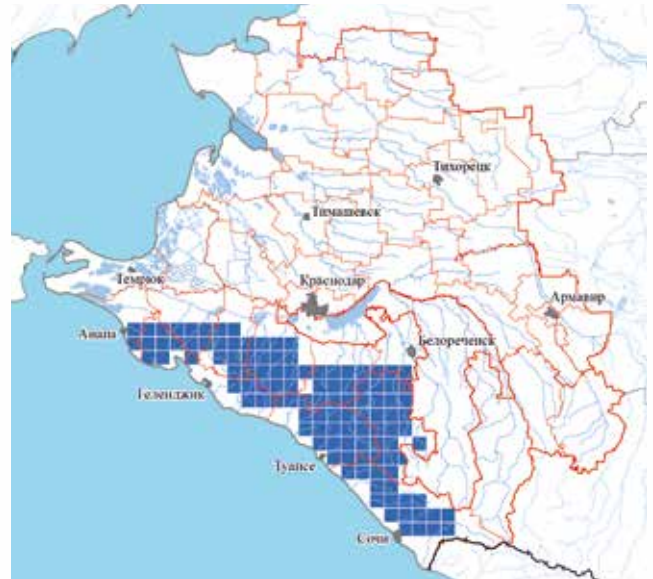 Тихорецк
Тимашевск
Темрюк
Краснодар
Армавир
Анапа
Белореченск
Геленджик
Туапсе
Сочи